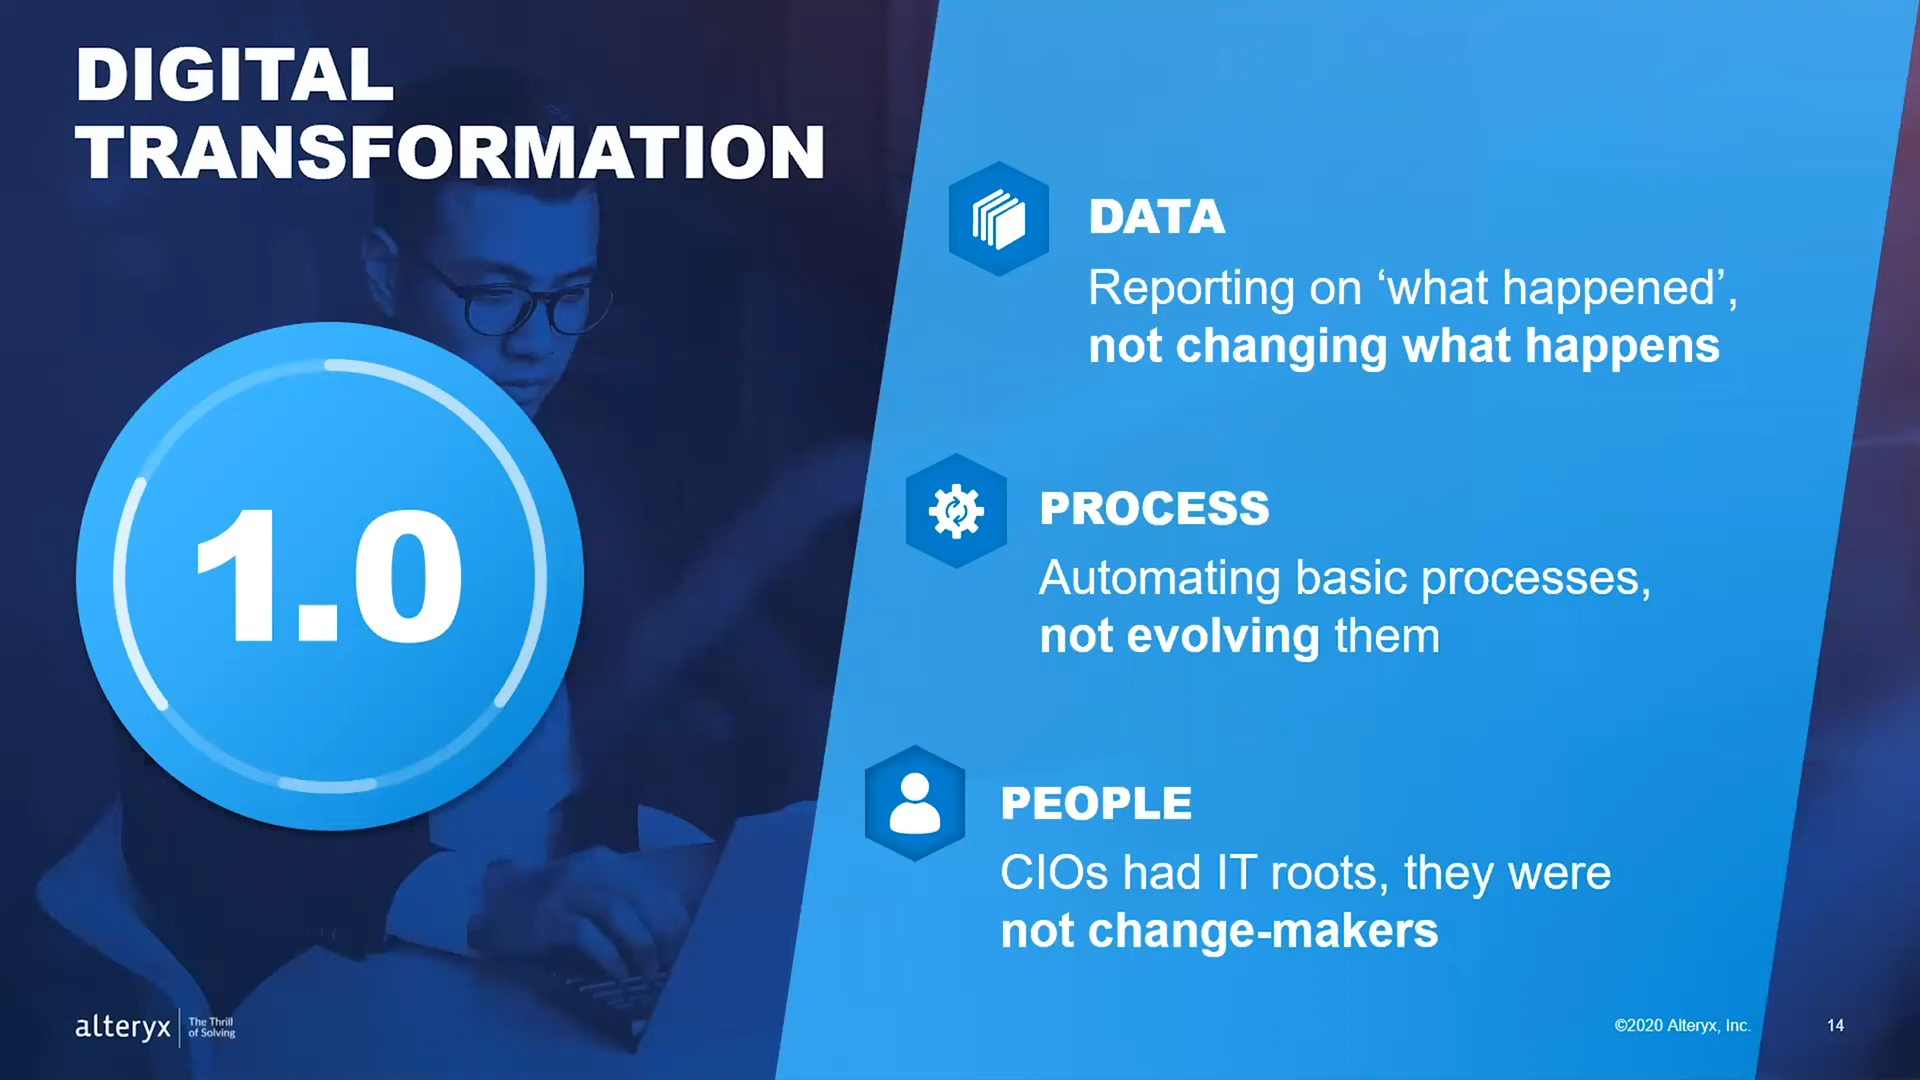 DIGITAL
TRANSFORMATION
1.0
DATA
Reporting on ‘what happened’,
not changing what happens
PROCESS
Automating basic processes,
not evolving them
PEOPLE
CIOs had IT roots, they were
not change-makers
alteryx
The Thrill
of Solving
©2020 Alteryx, Inc.
14